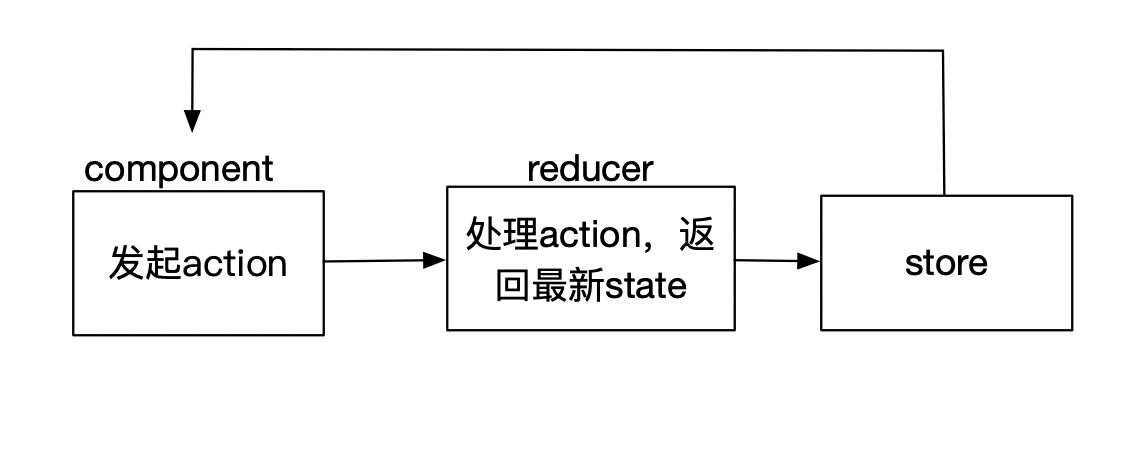 component
发起action
reducer
处理action，返
回最新state
store